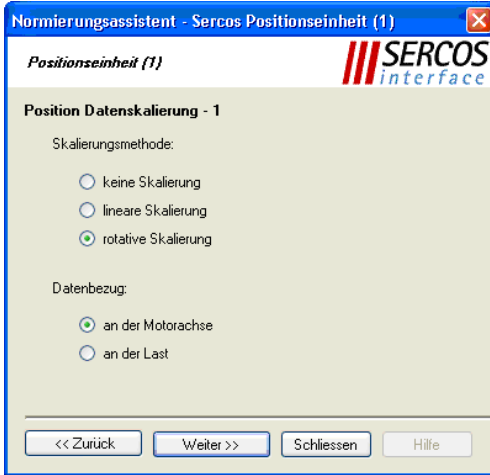 Normierungsassistent - Sercos Positionseinheit (1)
Positionseinheit (1)
SERCOS
interface
Position Datenskalierung - 1
Skalierungsmethode:
keine Skalierung
lineare Skalierung
rotative Skalierung
Datenbezug:
an der Motorachse
an der Last
<< Zurück Weiter >> Schliessen Hilfe